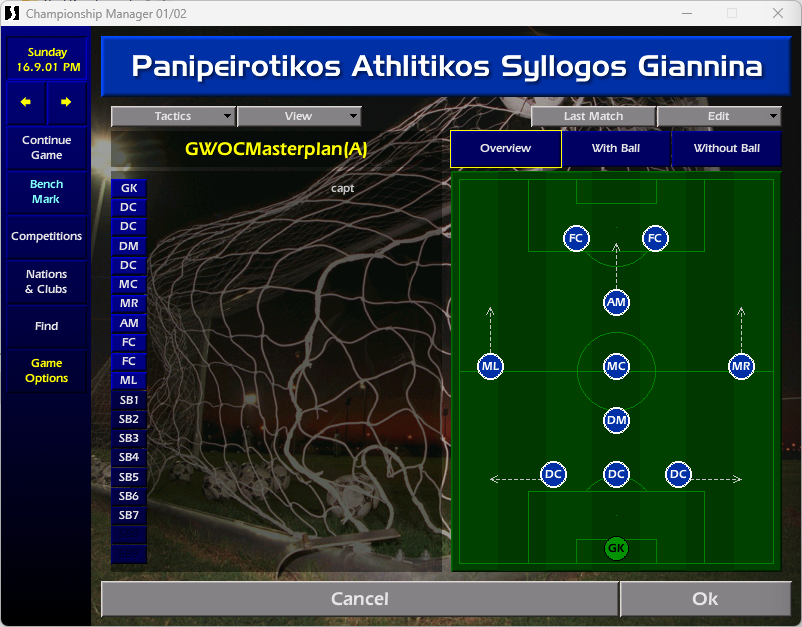 Championship Manager 01/02
Sunday
16.9.01 PM
Panipeirotikos Athlitikos Syllogos Giannina
Continue
Game
Bench
Mark
Competitions
Nations
& Clubs
Find
Game
Options
Tactics
View
Last Match
Edit
GWOCMasterplan(A)
Overview
With Ball
Without Ball
GK
capt
DC
DC
DM
DC
MC
MR
AM
FC
FC
ML
SB1
SB2
SB3
SB4
SB5
SB6
SB7
FC FC
AM
ML MC MR
DM
DC DC DC
GK
Cancel
Ok